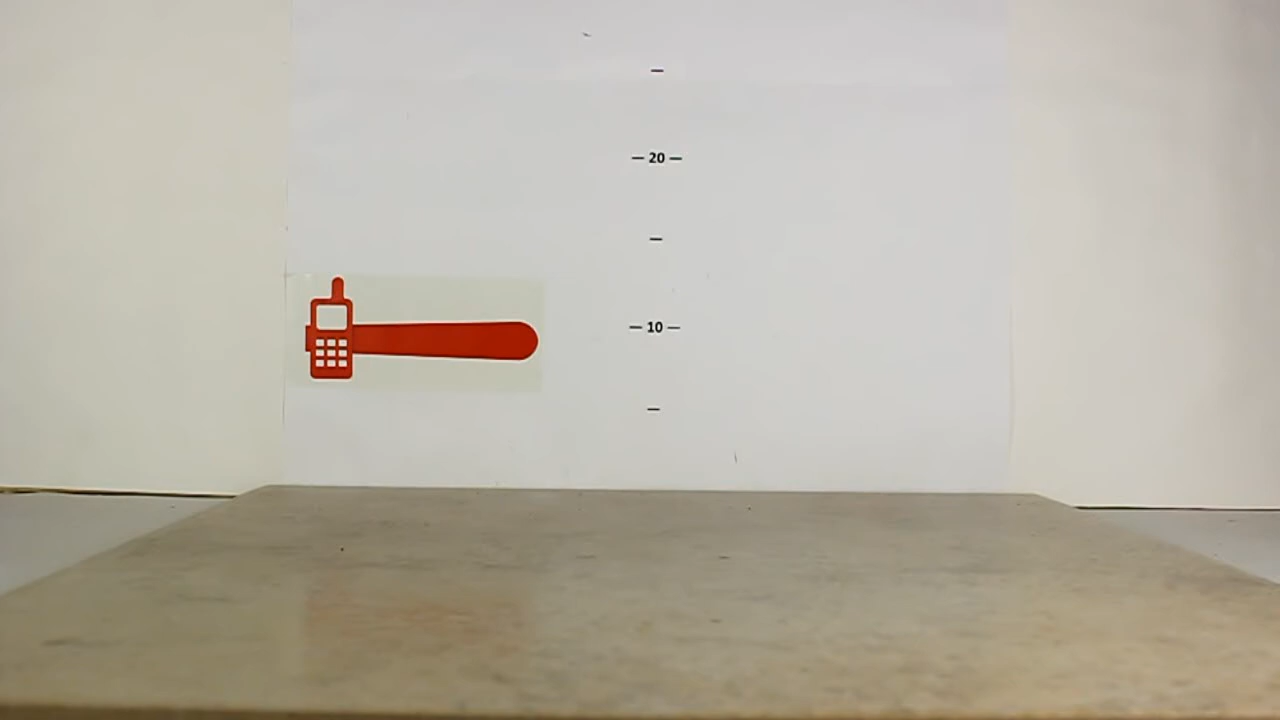 — 20 —
— 10 —